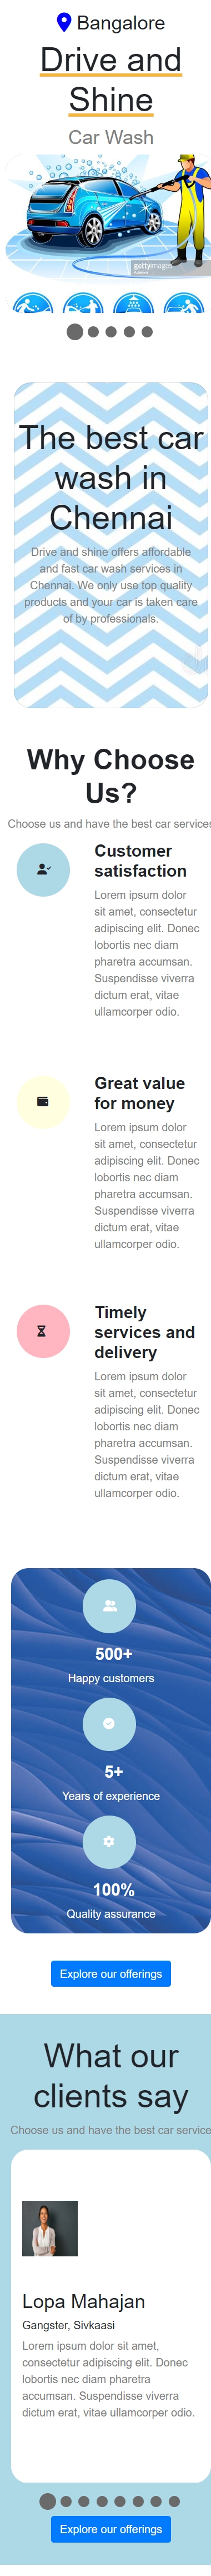 Bangalore
Drive and
Shine
Car Wash
gettyimages
The best car
wash in
Chennai
Drive and shine offers affordable
and fast car wash services in
Chennai. We only use top quality
products and your car is taken care
of by professionals.
Why Choose
Us?
Choose us and have the best car services
Customer
satisfaction
Lorem ipsum dolor
sit amet, consectetur
adipiscing elit. Donec
lobortis nec diam
pharetra accumsan.
Suspendisse viverra
dictum erat, vitae
ullamcorper odio.
Great value
for money
Lorem ipsum dolor
sit amet, consectetur
adipiscing elit. Donec
lobortis nec diam
pharetra accumsan.
Suspendisse viverra
dictum erat, vitae
ullamcorper odio.
Timely
services and
delivery
Lorem ipsum dolor
sit amet, consectetur
adipiscing elit. Donec
lobortis nec diam
pharetra accumsan.
Suspendisse viverra
dictum erat, vitae
ullamcorper odio.
500+
Happy customers
5+
Years of experience
100%
Quality assurance
Explore our offerings
What our
clients say
Choose us and have the best car service
Lopa Mahajan
Gangster, Sivkaasi
Lorem ipsum dolor sit amet,
consectetur adipiscing elit. Donec
lobortis nec diam pharetra
accumsan. Suspendisse viverra
dictum erat, vitae ullamcorper odio.
Explore our offerings